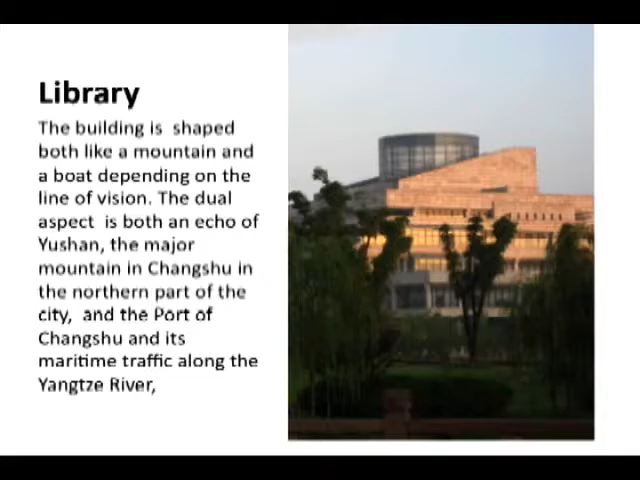 Library
The building is  shaped
both like a mountain and
a boat depending on the
line of vision. The dual
aspect  is both an echo of
Yushan, the major
mountain in Changshu in
the northern part of the
city,  and the Port of
Changshu and its
maritime traffic along the
Yangtze River,